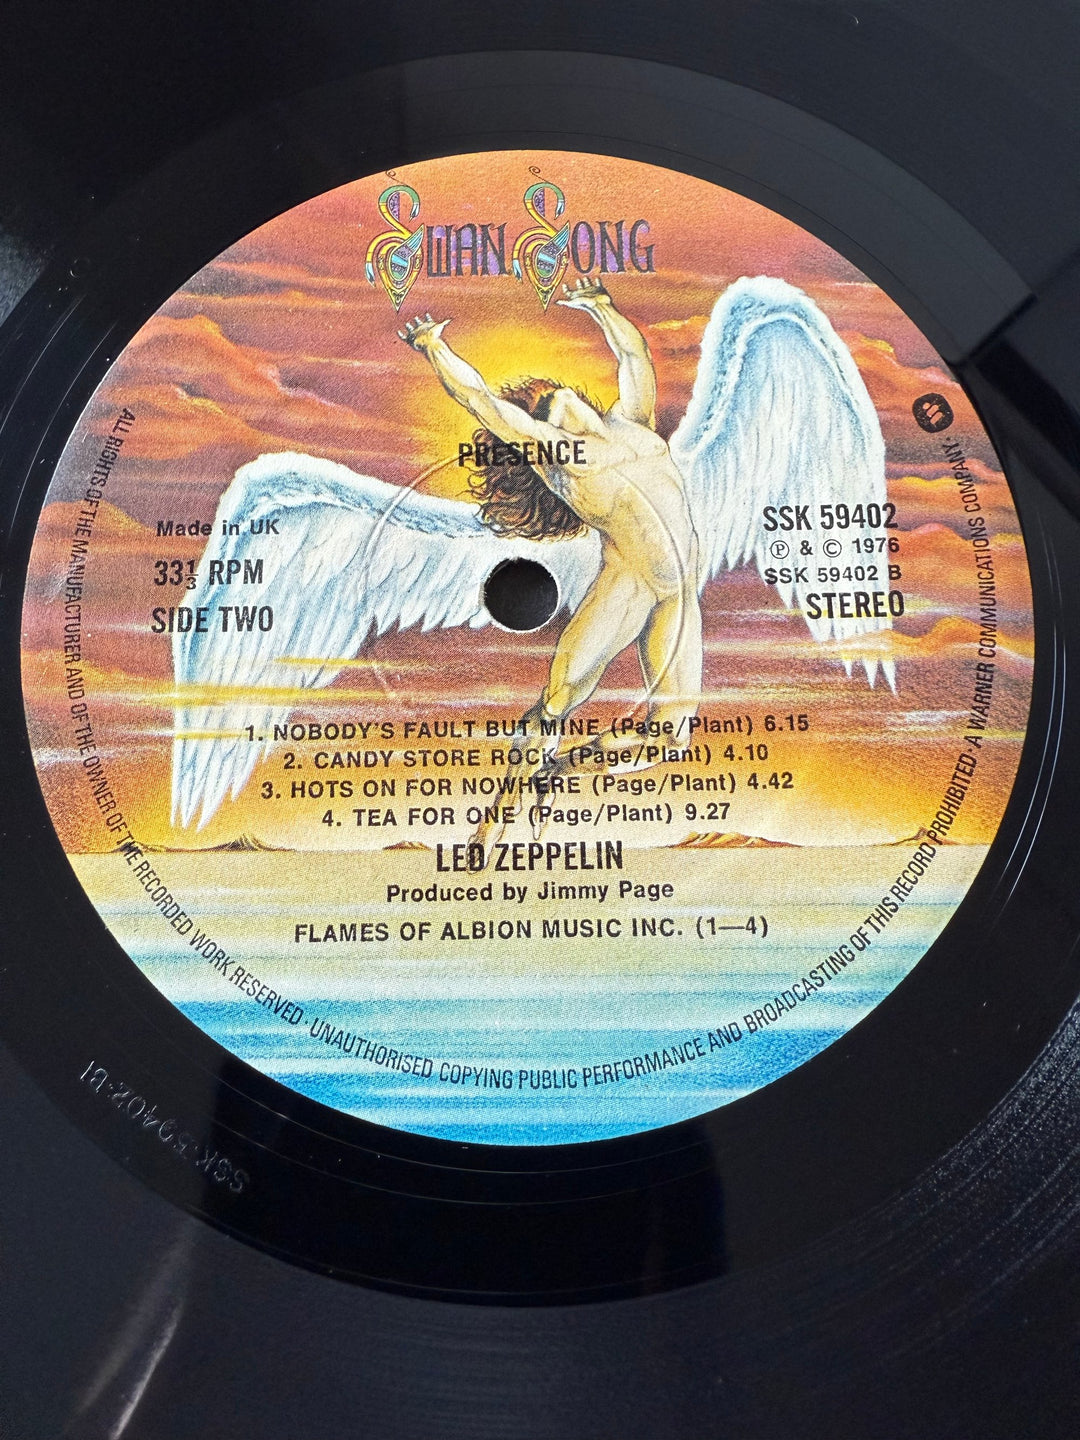 SWAN SONG
PRESENCE
Made in UK
33⅓ RPM
SIDE TWO
SSK 59402
Ⓟ & © 1976
SSK 59402 B
STEREO
1. NOBODY'S FAULT BUT MINE (Page/Plant) 6.15
2. CANDY STORE ROCK (Page/Plant) 4.10
3. HOTS ON FOR NOWHERE (Page/Plant) 4.42
4. TEA FOR ONE (Page/Plant) 9.27
LED ZEPPELIN
Produced by Jimmy Page
FLAMES OF ALBION MUSIC INC. (1—4)
ALL RIGHTS OF THE MANUFACTURER AND OF THE OWNER OF THE RECORDED WORK RESERVED · UNAUTHORISED COPYING PUBLIC PERFORMANCE AND BROADCASTING OF THIS RECORD PROHIBITED · A WARNER COMMUNICATIONS COMPANY ·
SSK·59402·B1